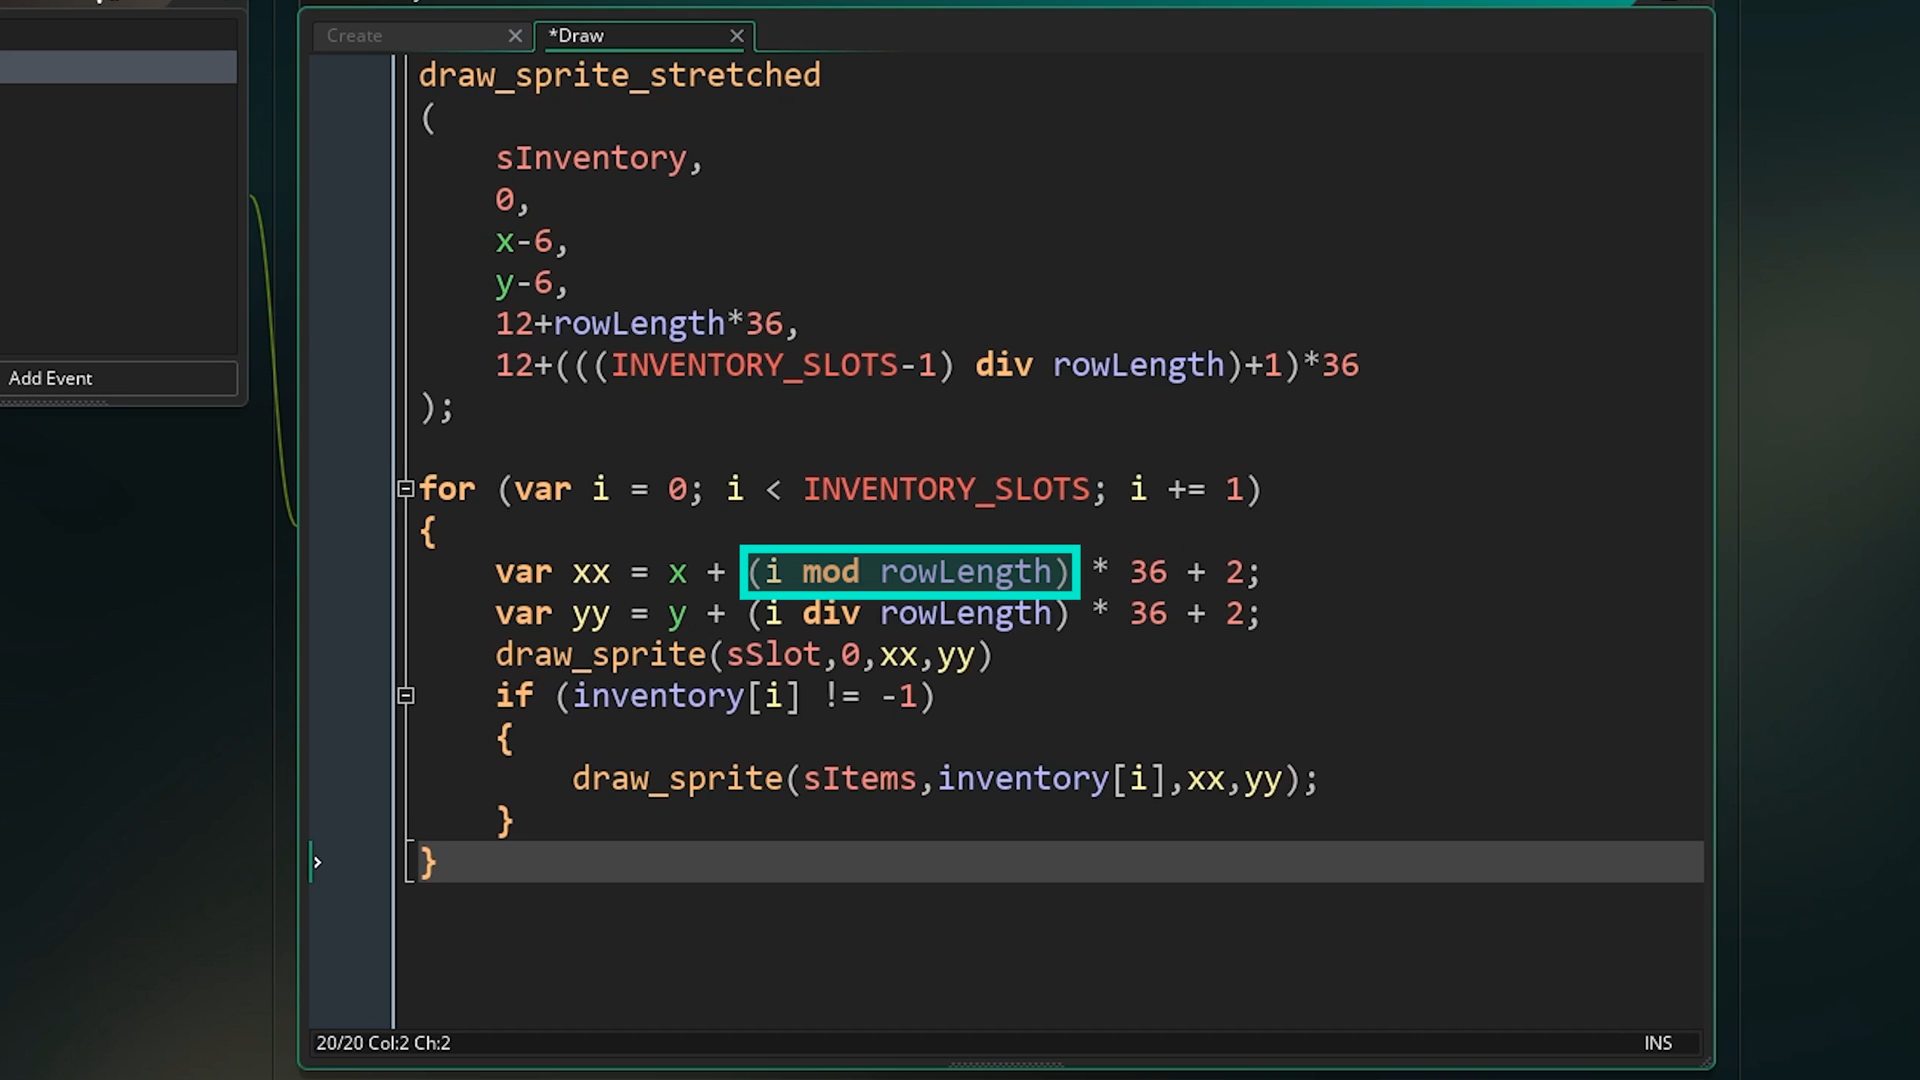 Create
*Draw
draw_sprite_stretched
(
sInventory,
0,
x-6,
y-6,
12+rowLength*36,
12+(((INVENTORY_SLOTS-1) div rowLength)+1)*36
);
for (var i = 0; i < INVENTORY_SLOTS; i += 1)
{
var xx = x + (i mod rowLength) * 36 + 2;
var yy = y + (i div rowLength) * 36 + 2;
draw_sprite(sSlot,0,xx,yy)
if (inventory[i] != -1)
{
draw_sprite(sItems,inventory[i],xx,yy);
}
}
Add Event
20/20 Col:2 Ch:2
INS